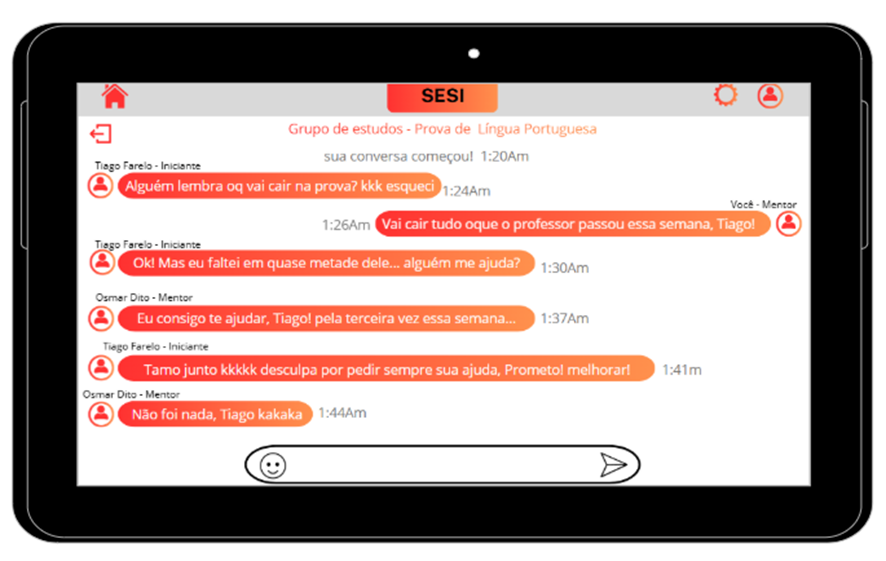 SESI
Grupo de estudos - Prova de Língua Portuguesa
sua conversa começou! 1:20Am
Tiago Farelo - Iniciante
Alguém lembra oq vai cair na prova? kkk esqueci 1:24Am
Você - Mentor
1:26Am Vai cair tudo oque o professor passou essa semana, Tiago!
Tiago Farelo - Iniciante
Ok! Mas eu faltei em quase metade dele... alguém me ajuda? 1:30Am
Osmar Dito - Mentor
Eu consigo te ajudar, Tiago! pela terceira vez essa semana... 1:37Am
Tiago Farelo - Iniciante
Tamo junto kkkkk desculpa por pedir sempre sua ajuda, Prometo! melhorar! 1:41m
Osmar Dito - Mentor
Não foi nada, Tiago kakaka 1:44Am